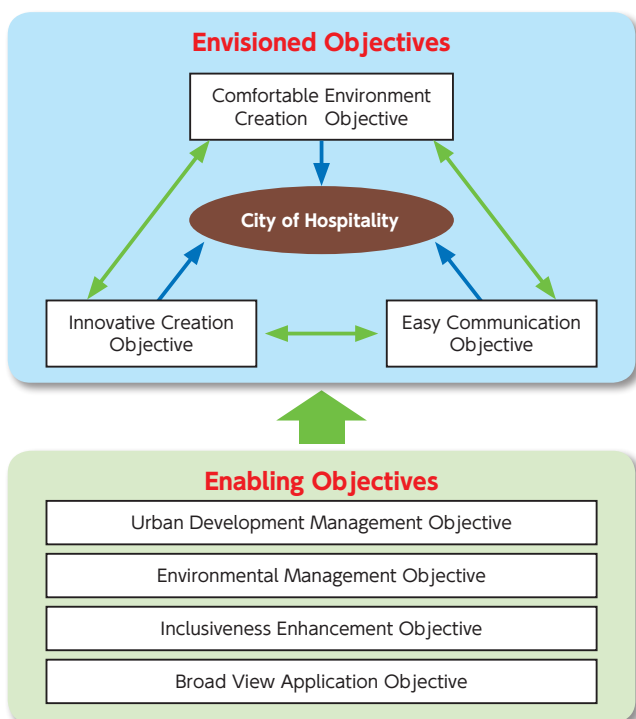 Envisioned Objectives
Comfortable Environment
Creation Objective
City of Hospitality
Innovative Creation
Objective
Easy Communication
Objective
Enabling Objectives
Urban Development Management Objective
Environmental Management Objective
Inclusiveness Enhancement Objective
Broad View Application Objective